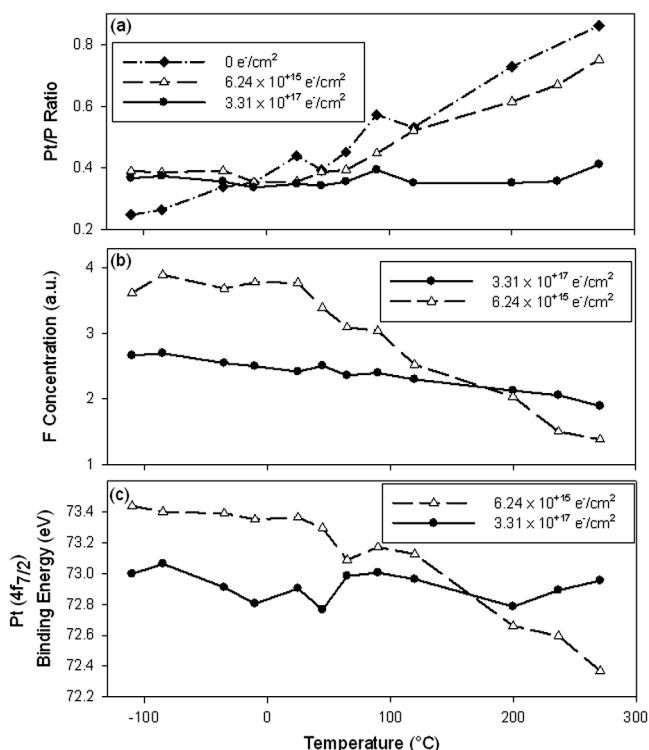 (a)
0.8
0.6
0.4
0.2
Pt/P Ratio
0 e⁻/cm²
6.24 × 10⁺¹⁵ e⁻/cm²
3.31 × 10⁺¹⁷ e⁻/cm²
(b)
4
3
2
1
F Concentration (a.u.)
3.31 × 10⁺¹⁷ e⁻/cm²
6.24 × 10⁺¹⁵ e⁻/cm²
(c)
73.4
73.2
73.0
72.8
72.6
72.4
72.2
Pt (4f7/2)
Binding Energy (eV)
6.24 × 10⁺¹⁵ e⁻/cm²
3.31 × 10⁺¹⁷ e⁻/cm²
-100 0 100 200 300
Temperature (°C)